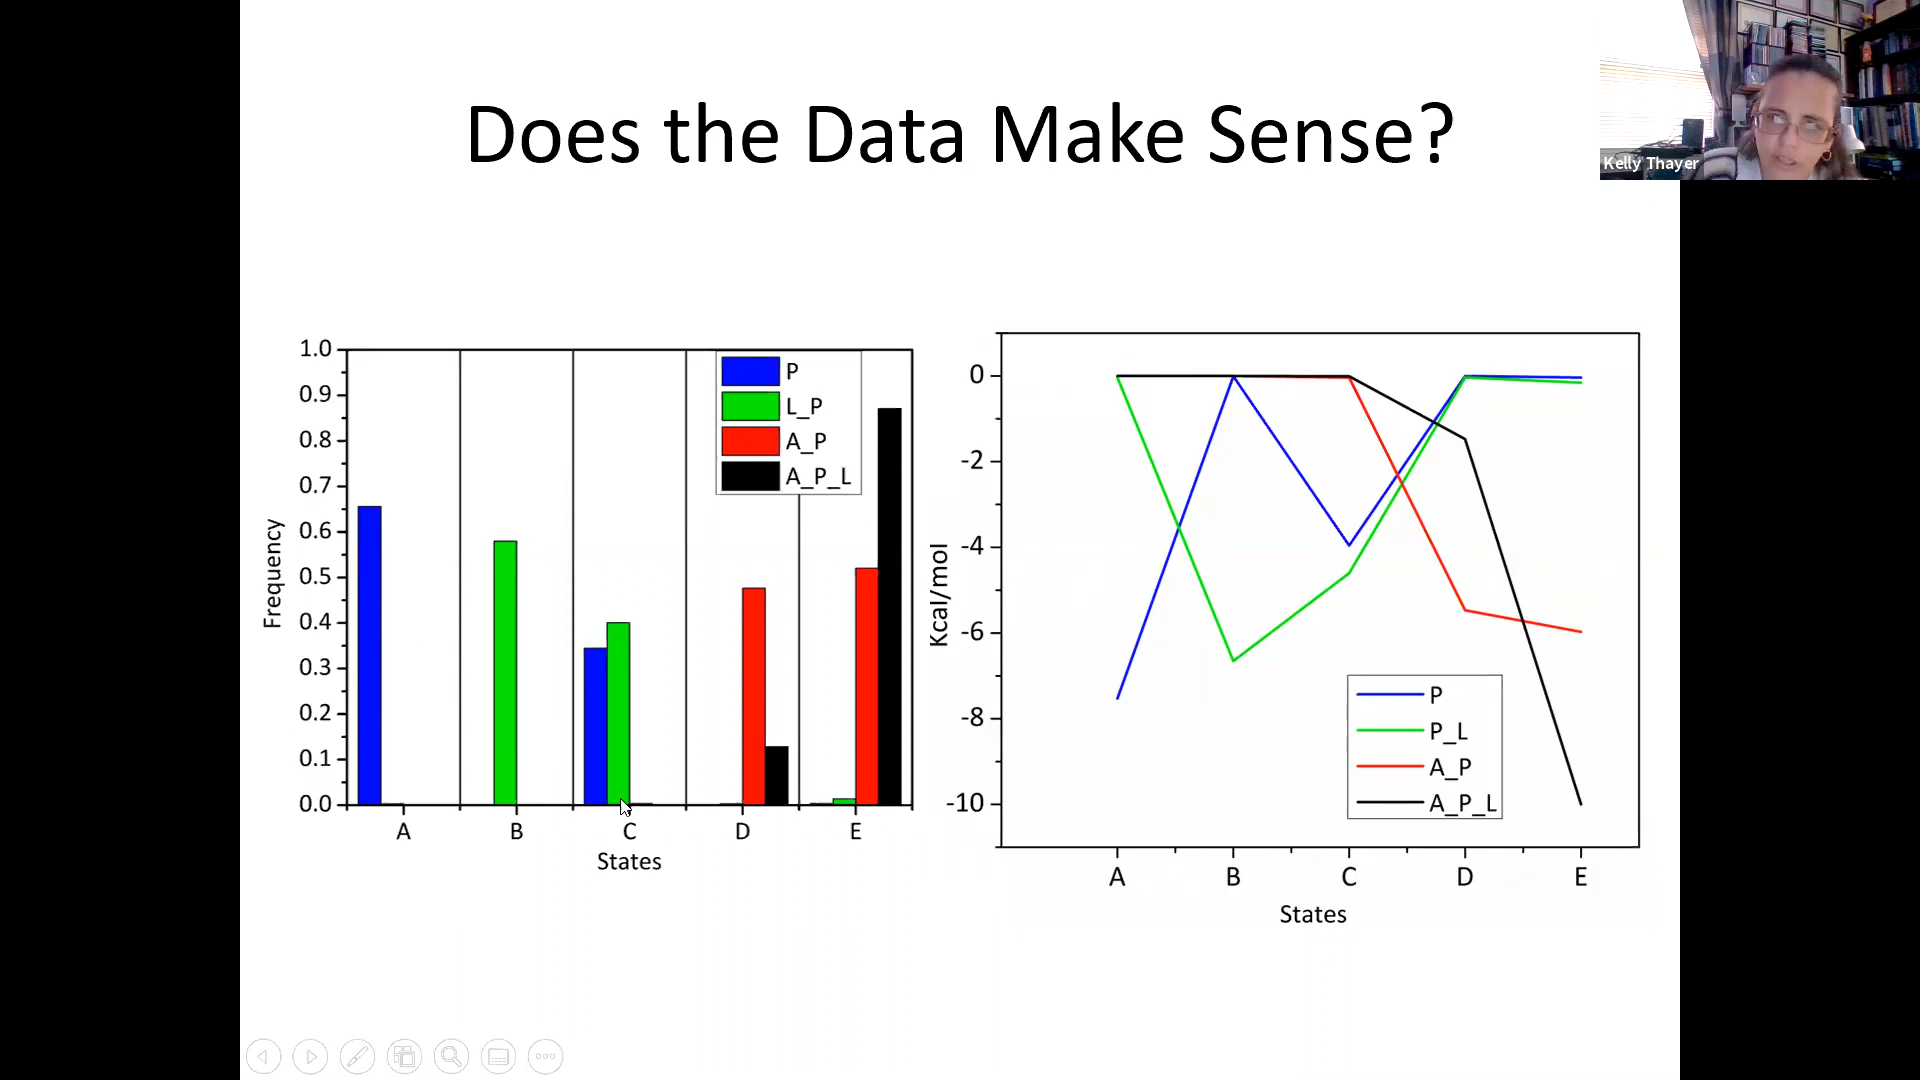 Does the Data Make Sense?
Kelly Thayer
1.0
0.9
0.8
0.7
0.6
0.5
0.4
0.3
0.2
0.1
0.0
Frequency
P
L_P
A_P
A_P_L
A B C D E
States
0
-2
-4
-6
-8
-10
Kcal/mol
P
P_L
A_P
A_P_L
A B C D E
States